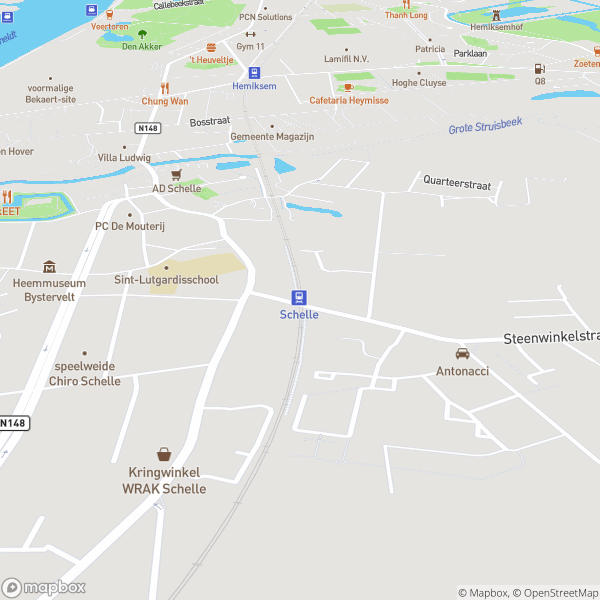 Callebeekstraat
Veertoren
PCN Solutions
Thanh Long
Hemiksemhof
Den Akker
Gym 11
Patricia
Parklaan
't Heuveltje
Lamifil N.V.
Zoeten
voormalige
Bekaert-site
Hemiksem
Hoghe Cluyse
Q8
Chung Wan
Cafetaria Heymisse
Bosstraat
N148
Gemeente Magazijn
Grote Struisbeek
on Hover
Villa Ludwig
AD Schelle
Quarteerstraat
PC De Mouterij
Heemmuseum
Bystervelt
Sint-Lutgardisschool
Schelle
Steenwinkelstra
speelweide
Chiro Schelle
Antonacci
N148
Kringwinkel
WRAK Schelle
mapbox
© Mapbox, © OpenStreetMap